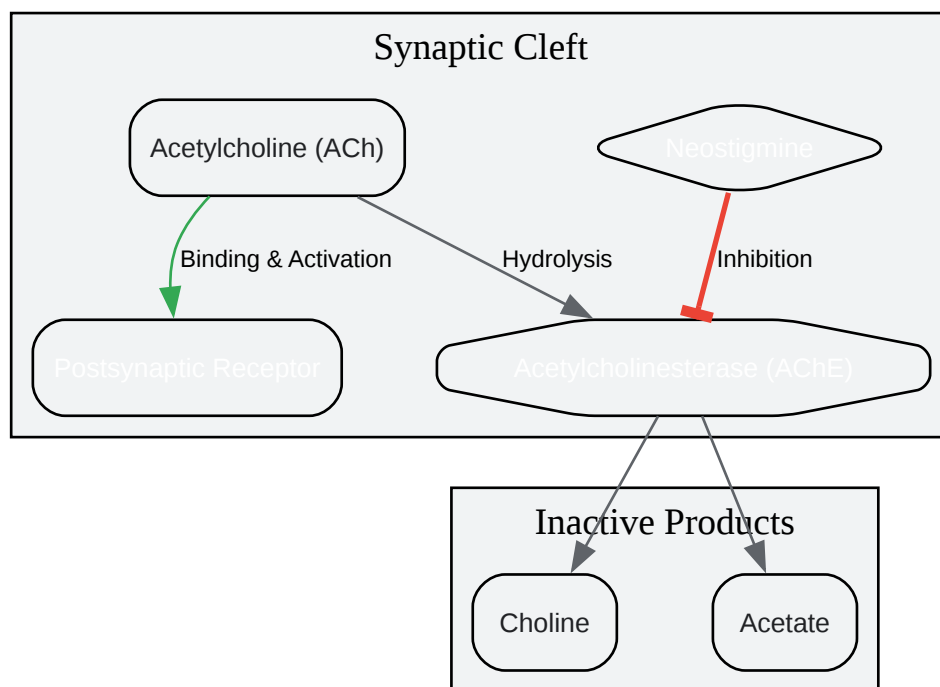 Synaptic Cleft
Acetylcholine (ACh)
Neostigmine
Binding & Activation
Hydrolysis
Inhibition
Postsynaptic Receptor
Acetylcholinesterase (AChE)
Inactive Products
Choline
Acetate